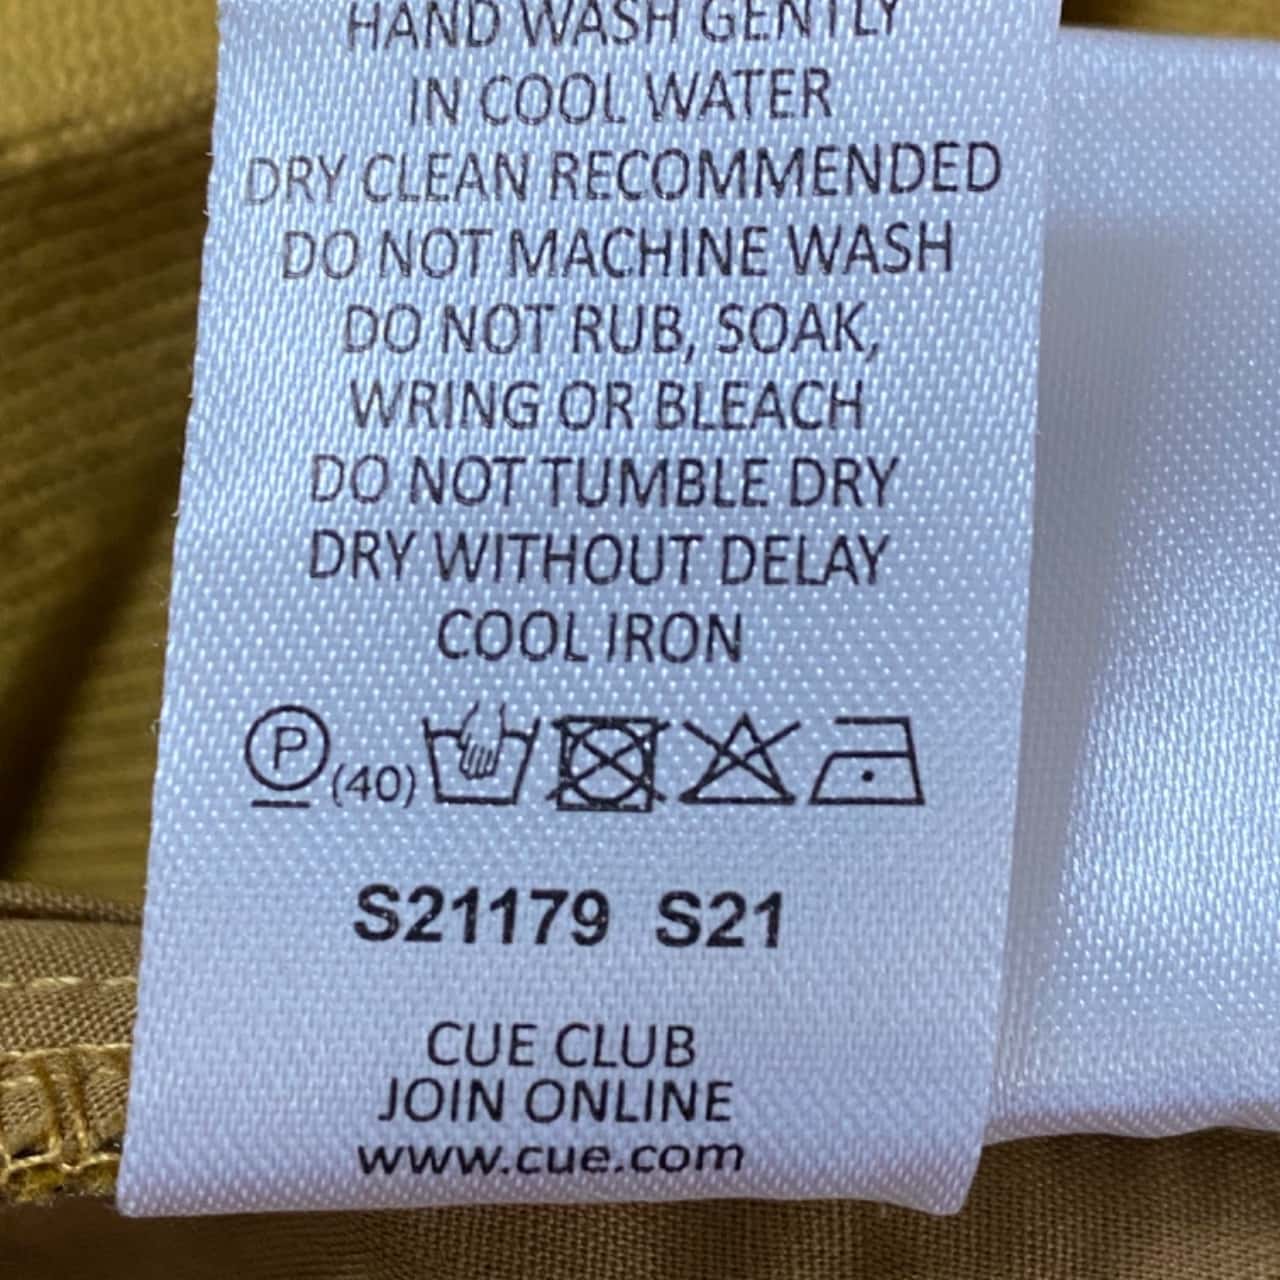 HAND WASH GENTLY
IN COOL WATER
DRY CLEAN RECOMMENDED
DO NOT MACHINE WASH
DO NOT RUB, SOAK,
WRING OR BLEACH
DO NOT TUMBLE DRY
DRY WITHOUT DELAY
COOL IRON
P (40)
S21179 S21
CUE CLUB
JOIN ONLINE
www.cue.com